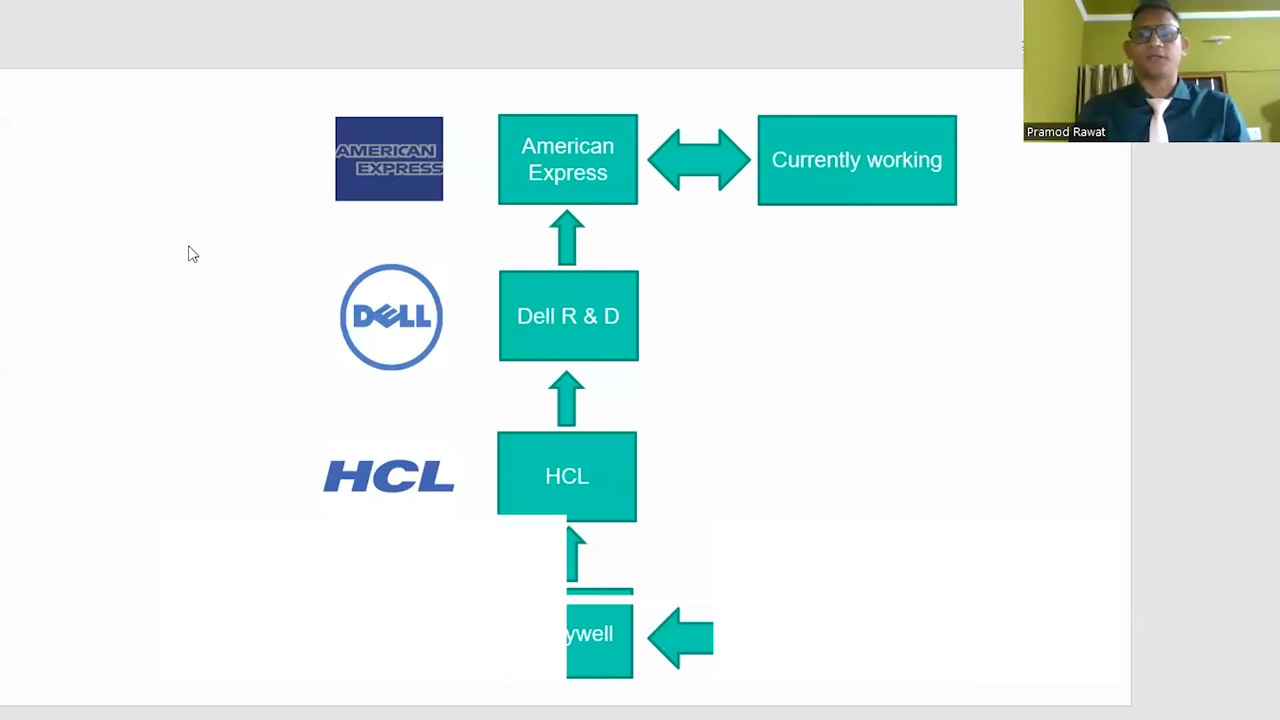 Pramod Rawat
AMERICAN
EXPRESS
American
Express
Currently working
DELL
Dell R & D
HCL
HCL
ywell